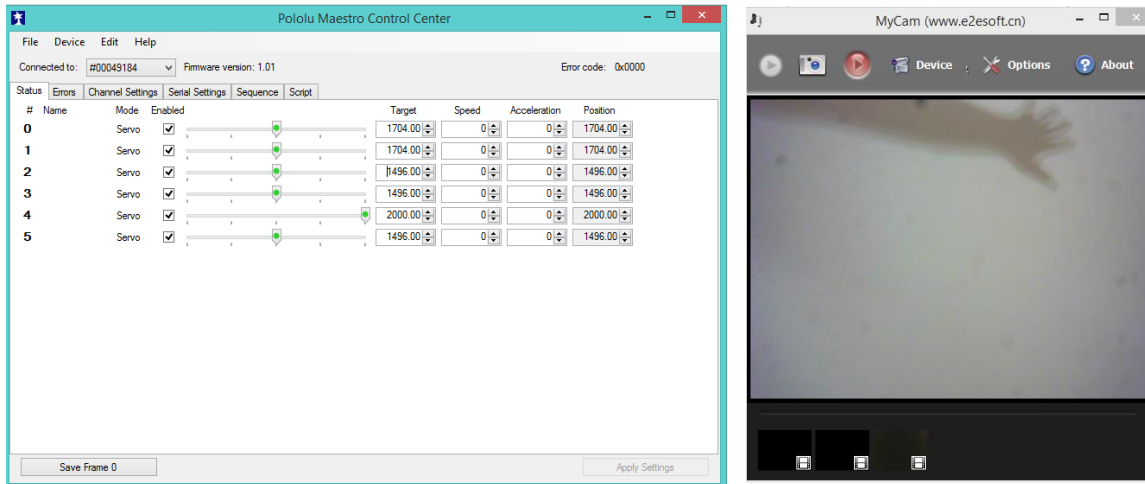 Pololu Maestro Control Center
File Device Edit Help
Connected to: #00049184 Firmware version: 1.01 Error code: 0x0000
Status Errors Channel Settings Serial Settings Sequence Script
# Name Mode Enabled Target Speed Acceleration Position
0 Servo 1704.00 0 0 1704.00
1 Servo 1704.00 0 0 1704.00
2 Servo 1496.00 0 0 1496.00
3 Servo 1496.00 0 0 1496.00
4 Servo 2000.00 0 0 2000.00
5 Servo 1496.00 0 0 1496.00
Save Frame 0 Apply Settings
MyCam (www.e2esoft.cn)
Device Options ? About